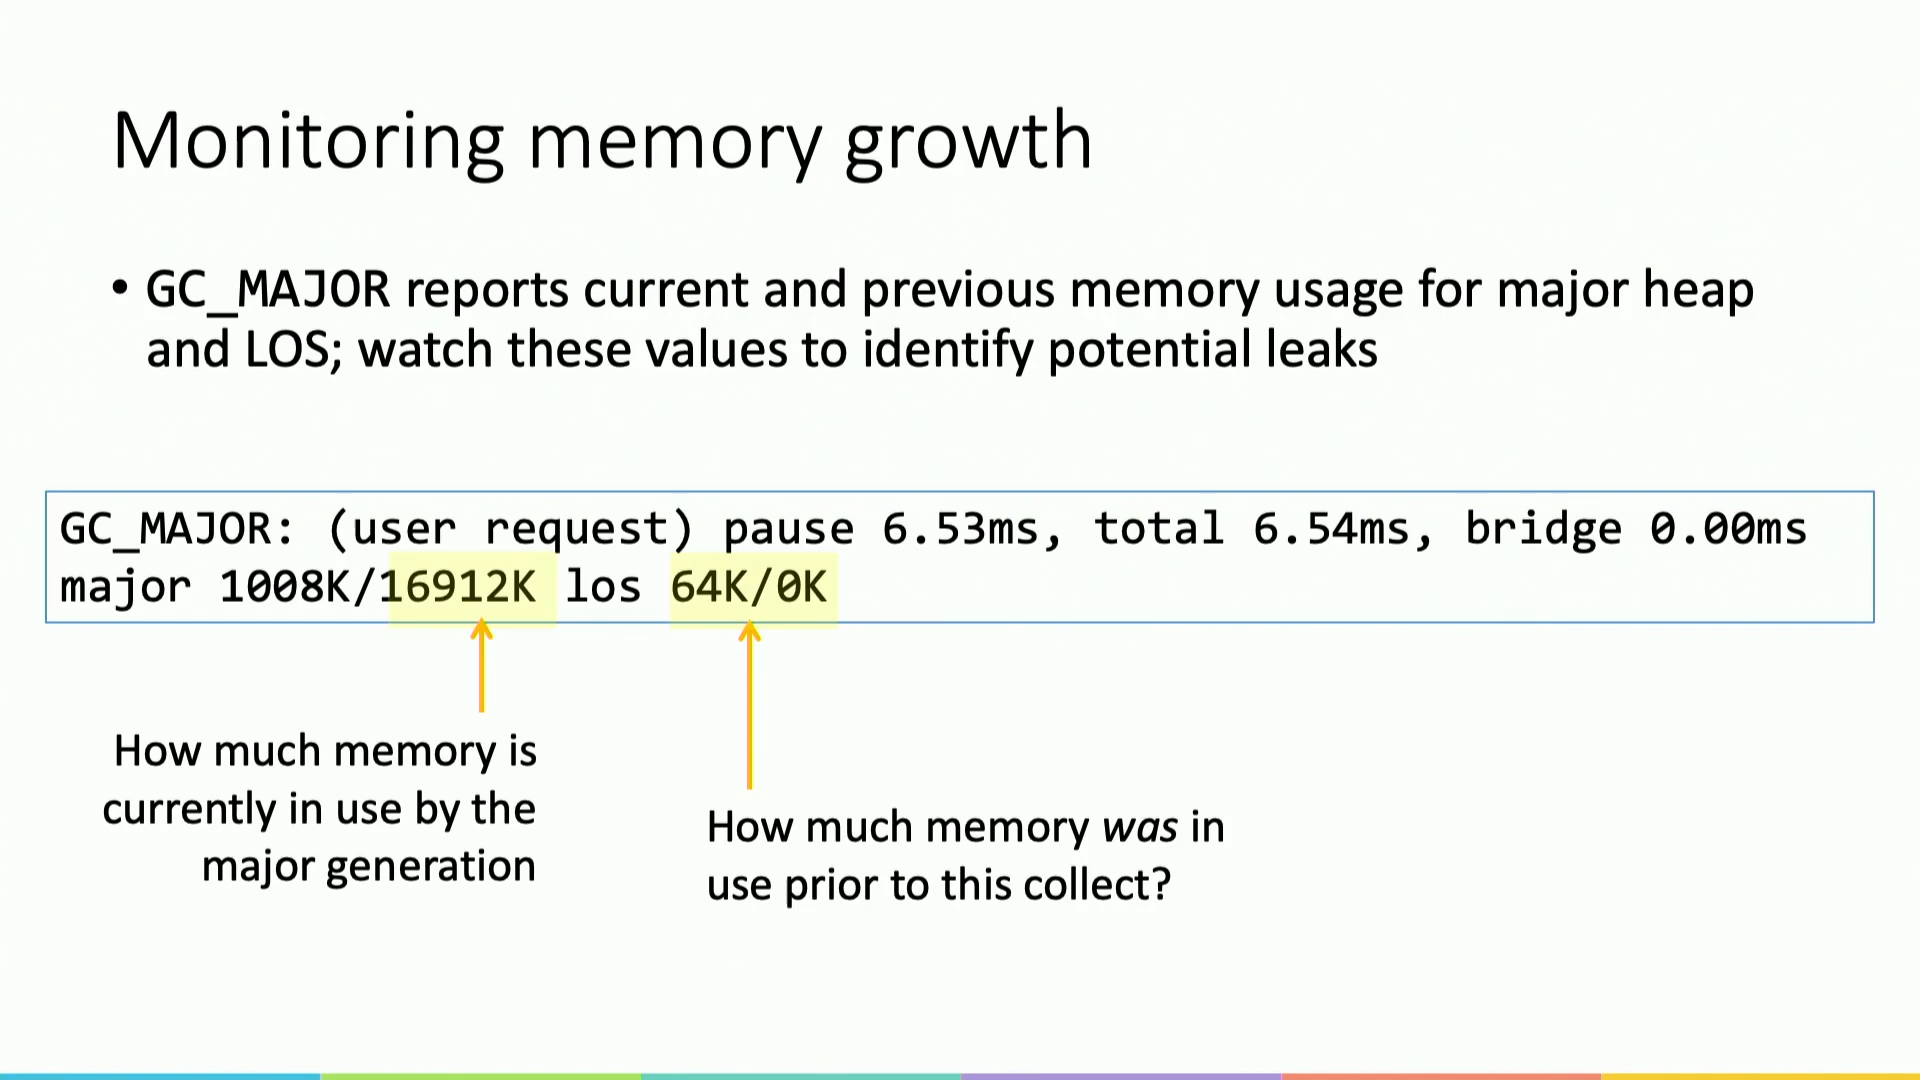 Monitoring memory growth
• GC_MAJOR reports current and previous memory usage for major heap
and LOS; watch these values to identify potential leaks
GC_MAJOR: (user request) pause 6.53ms, total 6.54ms, bridge 0.00ms
major 1008K/16912K los 64K/0K
How much memory is
currently in use by the
major generation
How much memory was in
use prior to this collect?